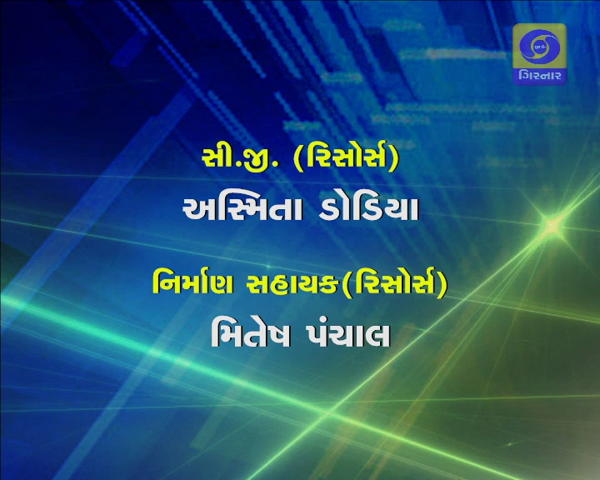 ગિરનાર
સી.જી. (રિસોર્સ)
અસ્મિતા ડોડિયા
નિર્માણ સહાયક(રિસોર્સ)
મિતેષ પંચાલ